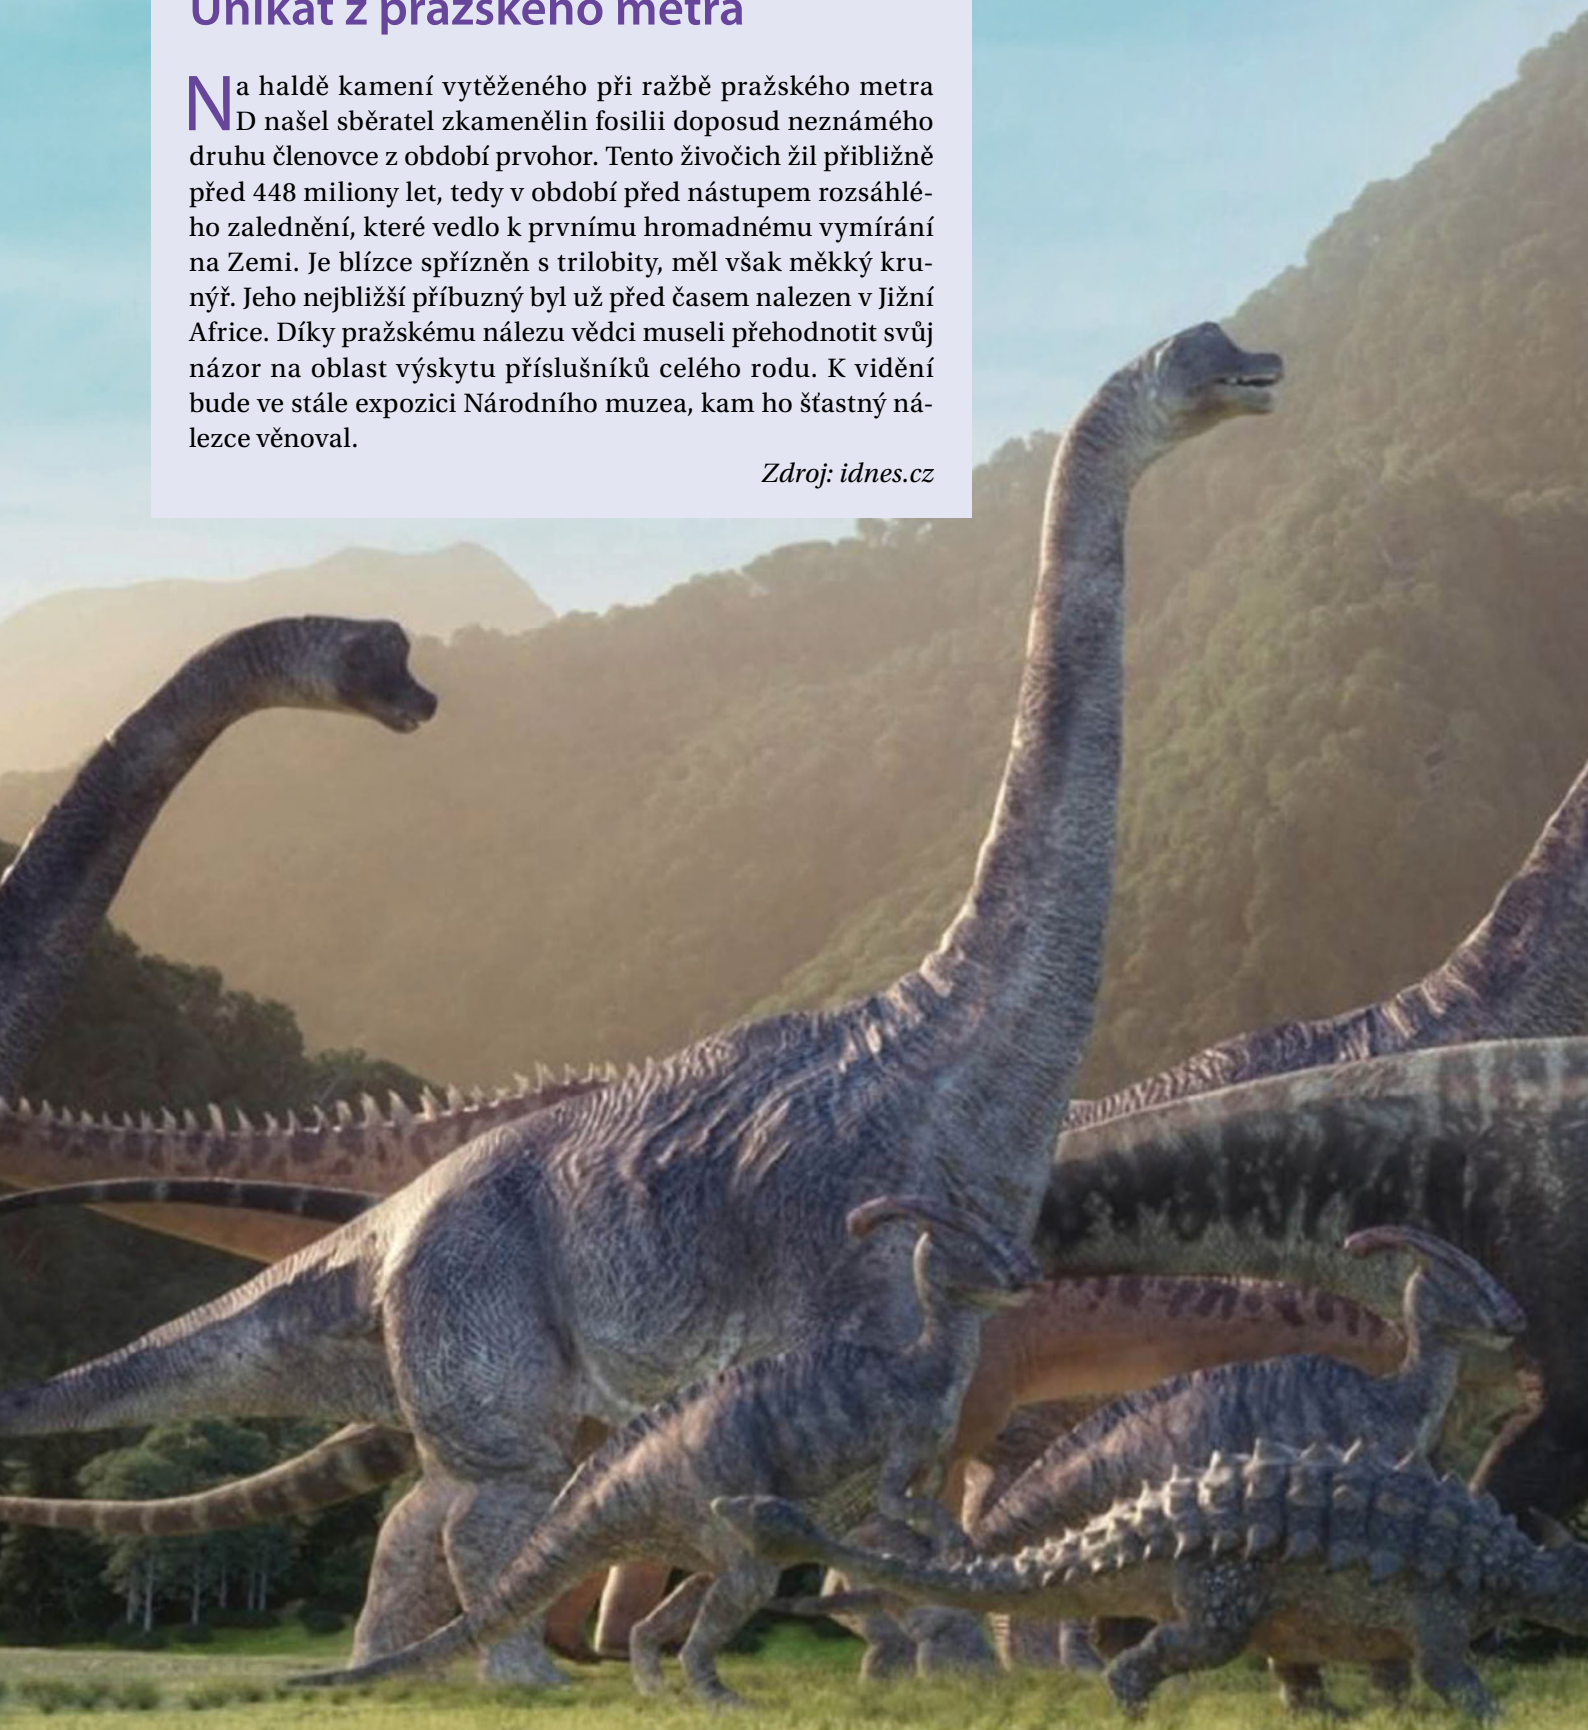 Unikát z pražského metra
Na haldě kamení vytěženého při ražbě pražského metra
D našel sběratel zkamenělin fosilii doposud neznámého
druhu členovce z období prvohor. Tento živočich žil přibližně
před 448 miliony let, tedy v období před nástupem rozsáhlé-
ho zalednění, které vedlo k prvnímu hromadnému vymírání
na Zemi. Je blízce spřízněn s trilobity, měl však měkký kru-
nýř. Jeho nejbližší příbuzný byl už před časem nalezen v Jižní
Africe. Díky pražskému nálezu vědci museli přehodnotit svůj
názor na oblast výskytu příslušníků celého rodu. K vidění
bude ve stále expozici Národního muzea, kam ho šťastný ná-
lezce věnoval.
Zdroj: idnes.cz